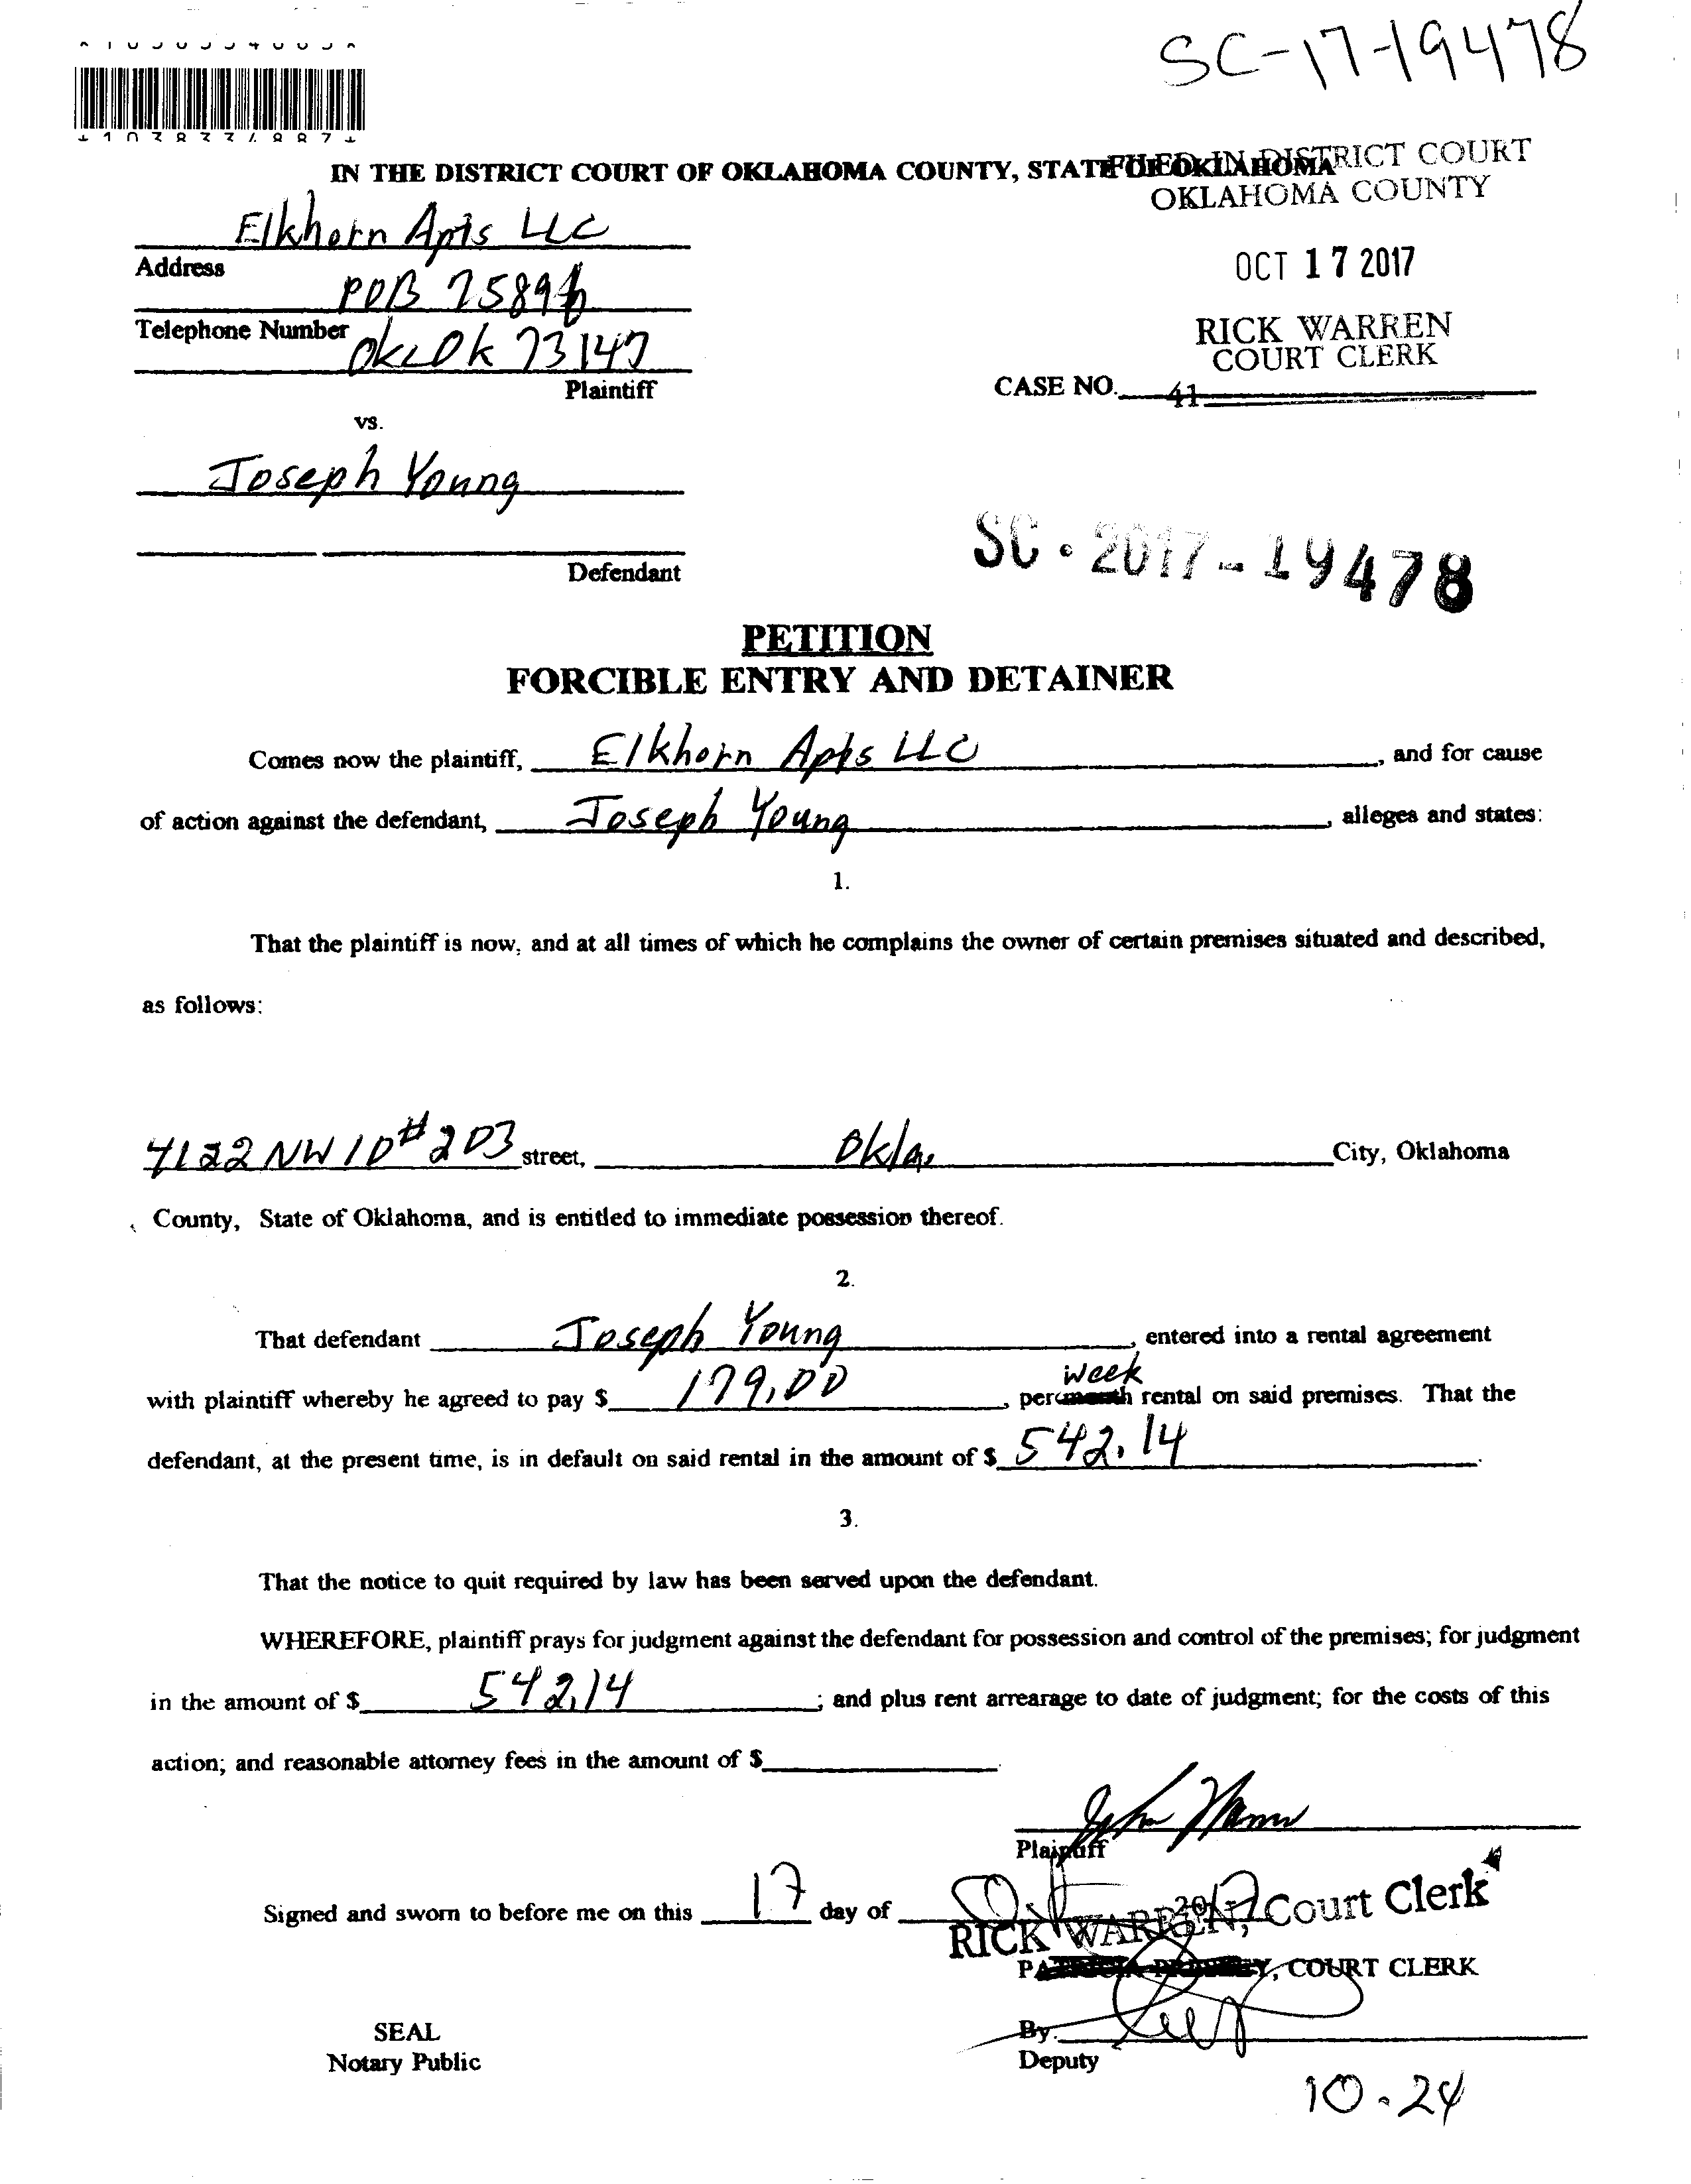 SC-17-19478
IN THE DISTRICT COURT OF OKLAHOMA COUNTY, STATE OF OKLAHOMA
FILED IN DISTRICT COURT
OKLAHOMA COUNTY
Elkhorn Apts LLC
OCT 17 2017
Address
POB 75896
RICK WARREN
COURT CLERK
Telephone Number
OKC OK 73147
Plaintiff
CASE NO. 41
vs.
Joseph Young
SC-2017-19478
Defendant
PETITION
FORCIBLE ENTRY AND DETAINER
Comes now the plaintiff, Elkhorn Apts LLC, and for cause
of action against the defendant, Joseph Young, alleges and states:
1.
That the plaintiff is now, and at all times of which he complains the owner of certain premises situated and described,
as follows:
4122 NW 10 #203 street, Okla, City, Oklahoma
County, State of Oklahoma, and is entitled to immediate possession thereof.
2.
That defendant Joseph Young, entered into a rental agreement
week
with plaintiff whereby he agreed to pay $ 179.00, per month rental on said premises. That the
defendant, at the present time, is in default on said rental in the amount of $ 542.14.
3.
That the notice to quit required by law has been served upon the defendant.
WHEREFORE, plaintiff prays for judgment against the defendant for possession and control of the premises; for judgment
in the amount of $ 542.14; and plus rent arrearage to date of judgment; for the costs of this
action; and reasonable attorney fees in the amount of $
Plaintiff
Signed and sworn to before me on this 17 day of Oct 2017
RICK WARREN, Court Clerk
COURT CLERK
SEAL
By:
Notary Public
Deputy
10-24